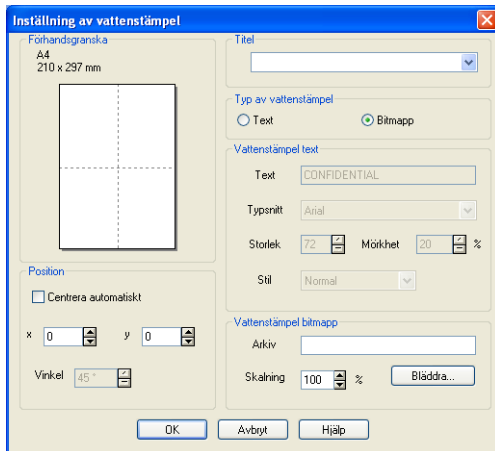 Inställning av vattenstämpel
Förhandsgranska
A4
210 x 297 mm
Titel
Typ av vattenstämpel
Text
Bitmapp
Vattenstämpel text
Text CONFIDENTIAL
Typsnitt Arial
Storlek 72 Mörkhet 20 %
Stil Normal
Position
Centrera automatiskt
x 0 y 0
Vinkel 45 °
Vattenstämpel bitmapp
Arkiv
Skalning 100 % Bläddra...
OK Avbryt Hjälp